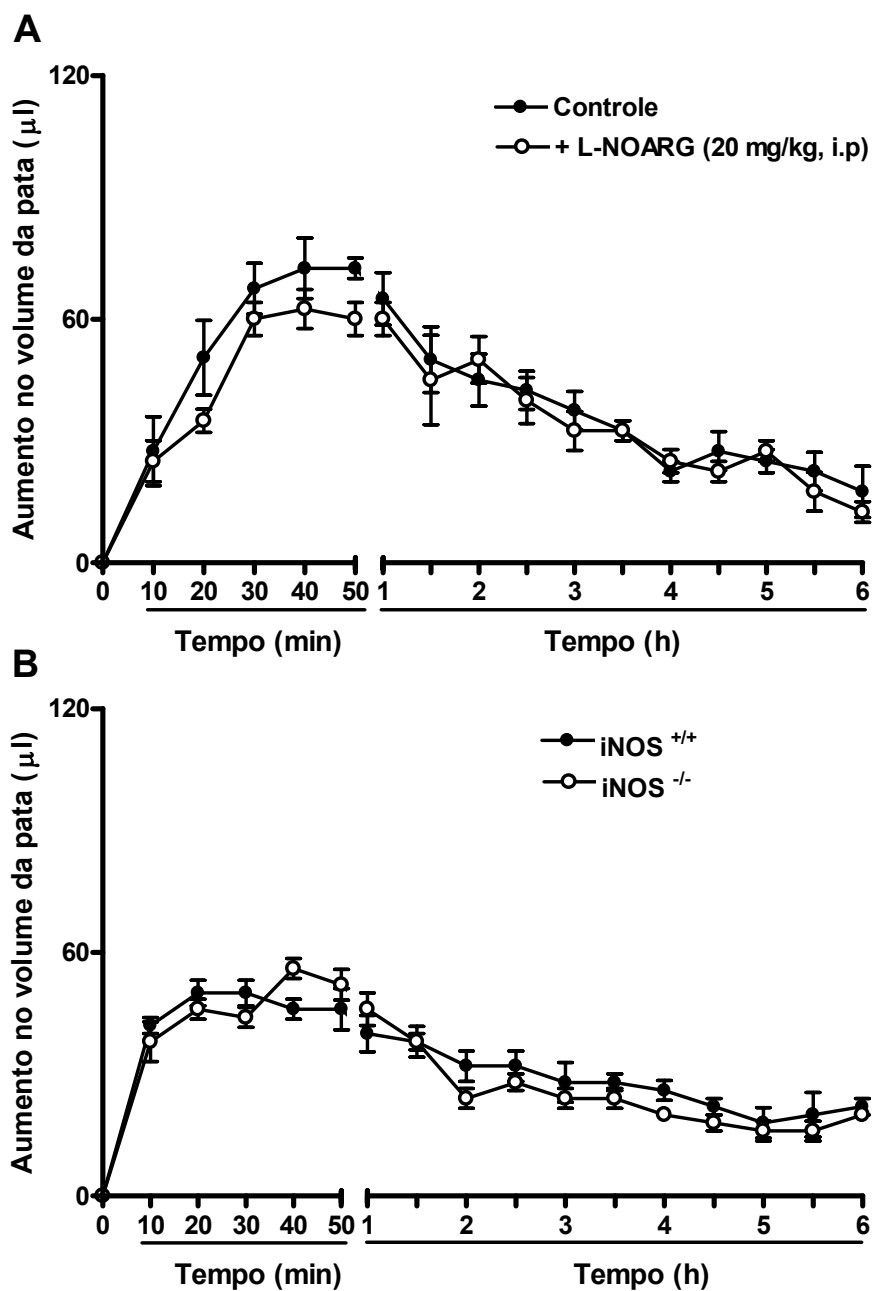 A
Aumento no volume da pata (μl)
120
60
0
Controle
+ L-NOARG (20 mg/kg, i.p)
0 10 20 30 40 50 1 2 3 4 5 6
Tempo (min) Tempo (h)
B
Aumento no volume da pata (μl)
120
60
0
iNOS +/+
iNOS -/-
0 10 20 30 40 50 1 2 3 4 5 6
Tempo (min) Tempo (h)